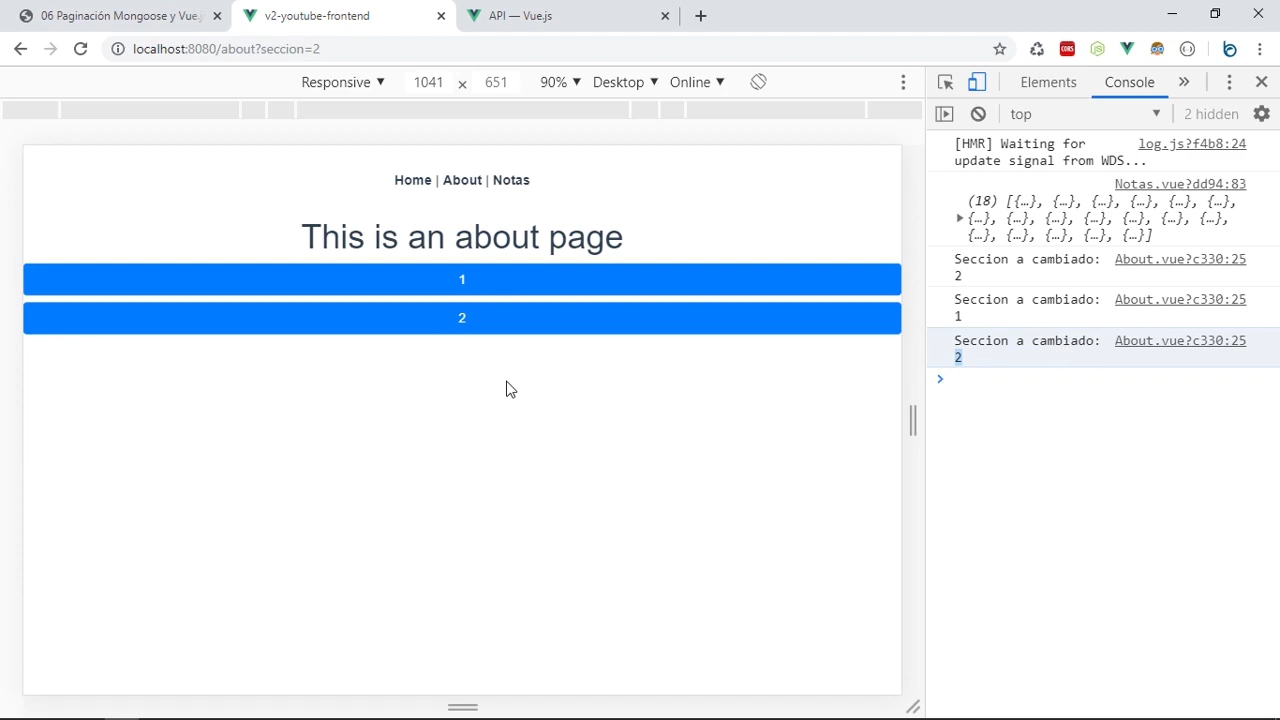 06 Paginación Mongoose y Vue.j
v2-youtube-frontend
API — Vue.js
localhost:8080/about?seccion=2
CORS
Responsive
1041 x 651
90%
Desktop
Online
Elements
Console
top
2 hidden
Home | About | Notas
This is an about page
1
2
[HMR] Waiting for log.js?f4b8:24
update signal from WDS...
Notas.vue?dd94:83
(18) [{…}, {…}, {…}, {…}, {…}, {…},
{…}, {…}, {…}, {…}, {…}, {…}, {…},
{…}, {…}, {…}, {…}, {…}]
Seccion a cambiado: About.vue?c330:25
2
Seccion a cambiado: About.vue?c330:25
1
Seccion a cambiado: About.vue?c330:25
2